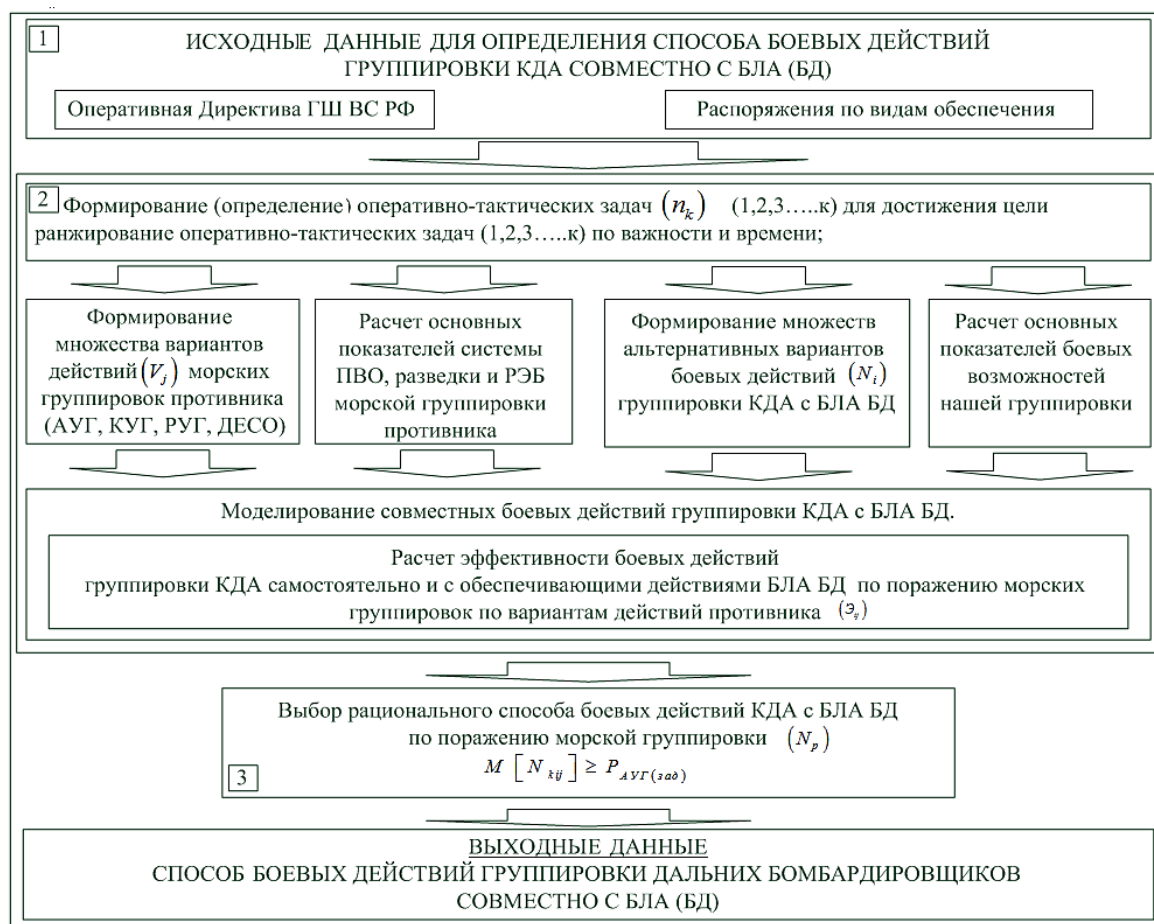 1
ИСХОДНЫЕ ДАННЫЕ ДЛЯ ОПРЕДЕЛЕНИЯ СПОСОБА БОЕВЫХ ДЕЙСТВИЙ
ГРУППИРОВКИ КДА СОВМЕСТНО С БЛА (БД)
Оперативная Директива ГШ ВС РФ
Распоряжения по видам обеспечения
2
Формирование (определение) оперативно-тактических задач (n_k) (1,2,3…..к) для достижения цели
ранжирование оперативно-тактических задач (1,2,3…..к) по важности и времени;
Формирование
множества вариантов
действий (V_j) морских
группировок противника
(АУГ, КУГ, РУГ, ДЕСО)
Расчет основных
показателей системы
ПВО, разведки и РЭБ
морской группировки
противника
Формирование множеств
альтернативных вариантов
боевых действий (N_i)
группировки КДА с БЛА БД
Расчет основных
показателей боевых
возможностей
нашей группировки
Моделирование совместных боевых действий группировки КДА с БЛА БД.
Расчет эффективности боевых действий
группировки КДА самостоятельно и с обеспечивающими действиями БЛА БД по поражению морских
группировок по вариантам действий противника (Э_ij)
Выбор рационального способа боевых действий КДА с БЛА БД
по поражению морской группировки (N_p)
M [N_kij] ≥ P_АУГ(зад)
3
ВЫХОДНЫЕ ДАННЫЕ
СПОСОБ БОЕВЫХ ДЕЙСТВИЙ ГРУППИРОВКИ ДАЛЬНИХ БОМБАРДИРОВЩИКОВ
СОВМЕСТНО С БЛА (БД)